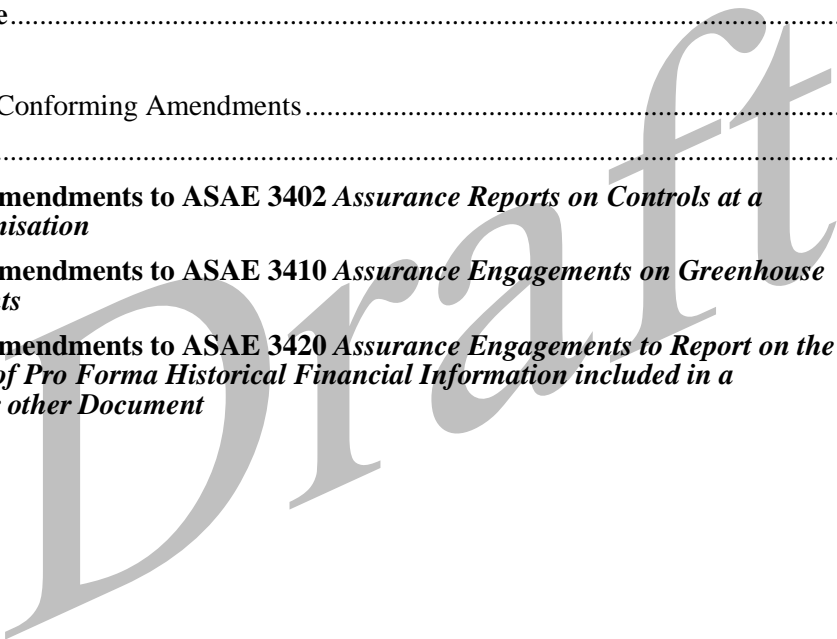 e
Conforming Amendments
mendments to ASAE 3402 Assurance Reports on Controls at a
nisation
mendments to ASAE 3410 Assurance Engagements on Greenhouse
ts
mendments to ASAE 3420 Assurance Engagements to Report on the
of Pro Forma Historical Financial Information included in a
other Document
Draft